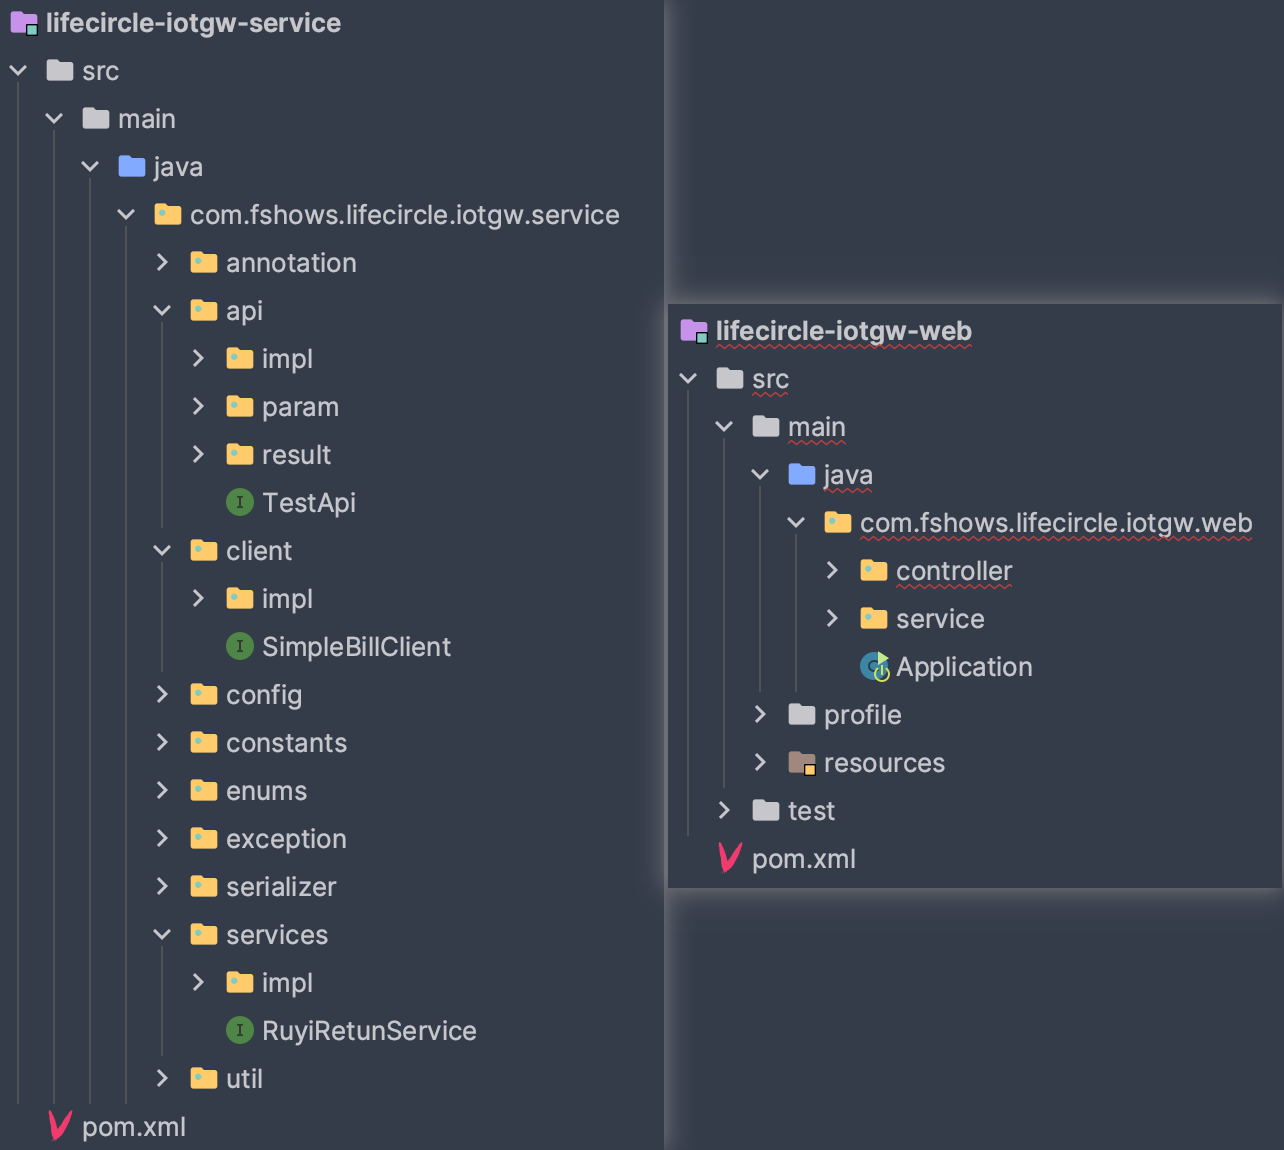 lifecircle-iotgw-service
src
main
java
com.fshows.lifecircle.iotgw.service
annotation
api
impl
param
result
TestApi
client
impl
SimpleBillClient
config
constants
enums
exception
serializer
services
impl
RuyiRetunService
util
pom.xml
lifecircle-iotgw-web
src
main
java
com.fshows.lifecircle.iotgw.web
controller
service
Application
profile
resources
test
pom.xml